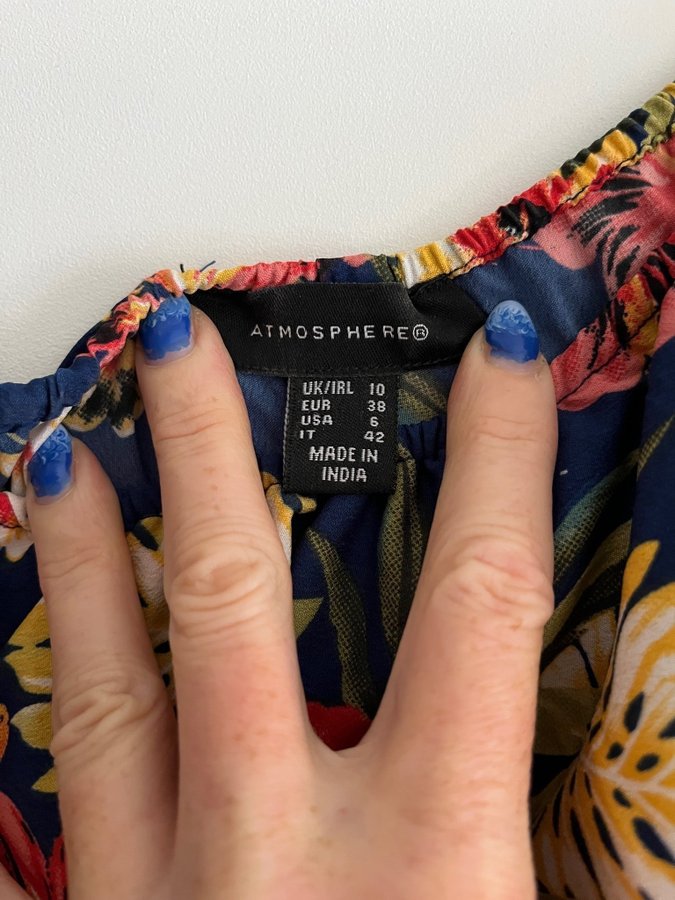 ATMOSPHERE®
UK/IRL 10
EUR 38
USA 6
IT 42
MADE IN
INDIA